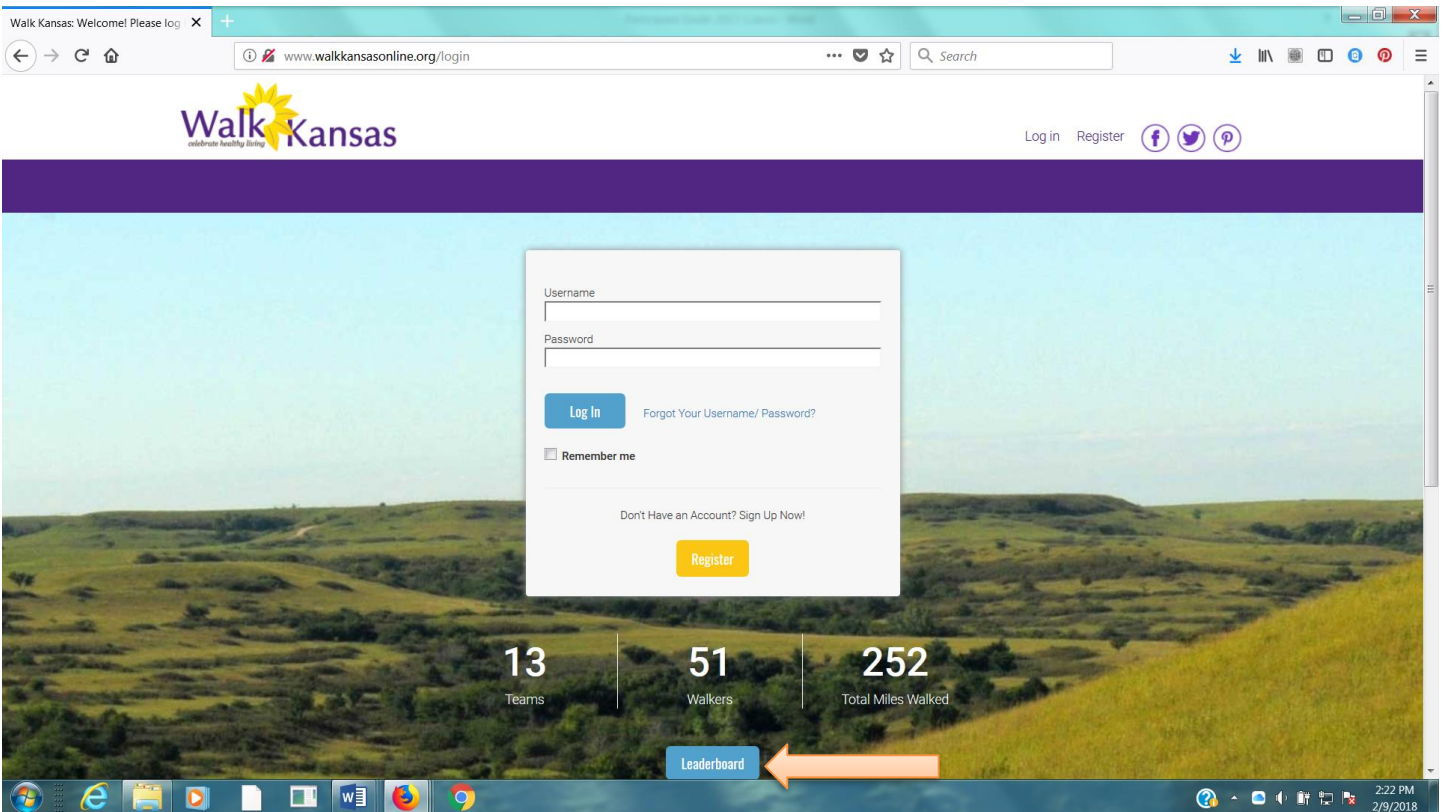 Walk Kansas: Welcome! Please log
www.walkkansasonline.org/login
Search
Walk Kansas
celebrate healthy living
Log in Register
Username
Password
Log In Forgot Your Username/ Password?
Remember me
Don't Have an Account? Sign Up Now!
Register
13 51 252
Teams Walkers Total Miles Walked
Leaderboard
2:22 PM
2/9/2018